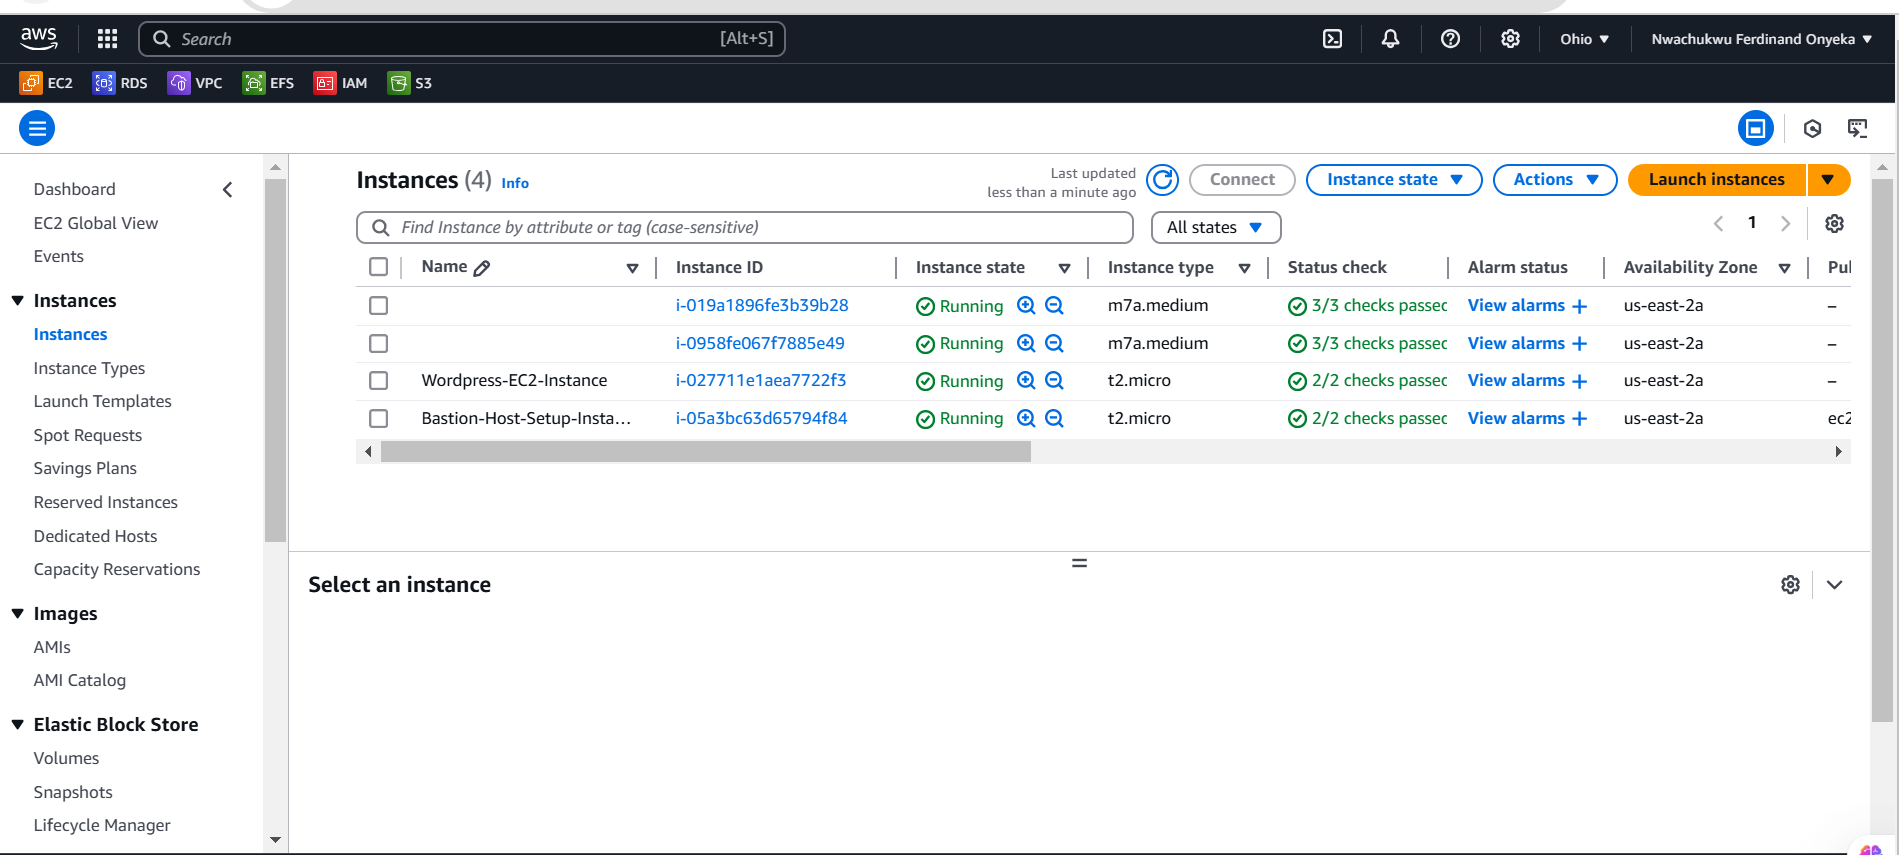 aws
Search [Alt+S]
Ohio
Nwachukwu Ferdinand Onyeka
EC2 RDS VPC EFS IAM S3
Dashboard
EC2 Global View
Events
Instances
Instances
Instance Types
Launch Templates
Spot Requests
Savings Plans
Reserved Instances
Dedicated Hosts
Capacity Reservations
Images
AMIs
AMI Catalog
Elastic Block Store
Volumes
Snapshots
Lifecycle Manager
Instances (4) Info
Last updated
less than a minute ago
Connect
Instance state
Actions
Launch instances
Find Instance by attribute or tag (case-sensitive)
All states
1
Name Instance ID Instance state Instance type Status check Alarm status Availability Zone Pul
i-019a1896fe3b39b28 Running m7a.medium 3/3 checks passed View alarms + us-east-2a –
i-0958fe067f7885e49 Running m7a.medium 3/3 checks passed View alarms + us-east-2a –
Wordpress-EC2-Instance i-027711e1aea7722f3 Running t2.micro 2/2 checks passed View alarms + us-east-2a –
Bastion-Host-Setup-Insta... i-05a3bc63d65794f84 Running t2.micro 2/2 checks passed View alarms + us-east-2a ec2
Select an instance